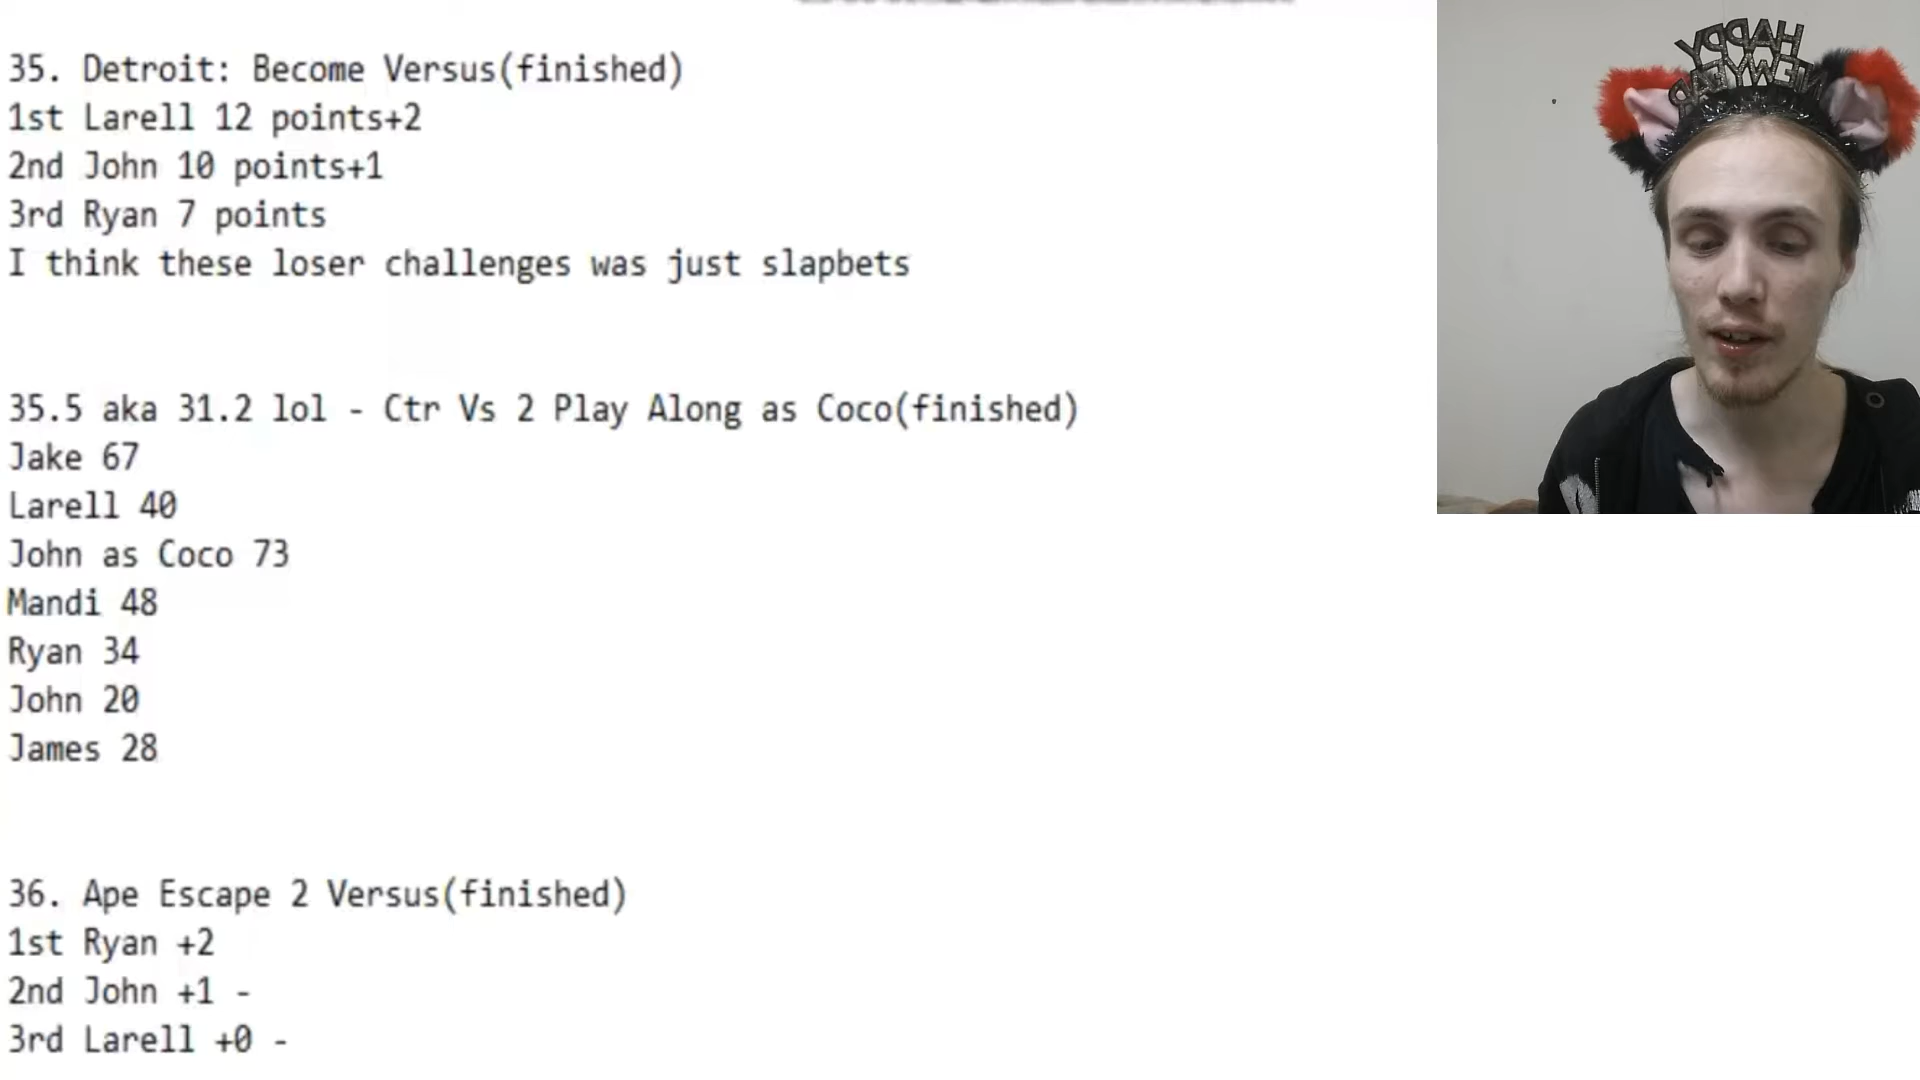 35. Detroit: Become Versus(finished)
1st Larell 12 points+2
2nd John 10 points+1
3rd Ryan 7 points
I think these loser challenges was just slapbets
35.5 aka 31.2 lol - Ctr Vs 2 Play Along as Coco(finished)
Jake 67
Larell 40
John as Coco 73
Mandi 48
Ryan 34
John 20
James 28
36. Ape Escape 2 Versus(finished)
1st Ryan +2
2nd John +1 -
3rd Larell +0 -
HAPPY
NEW YEAR